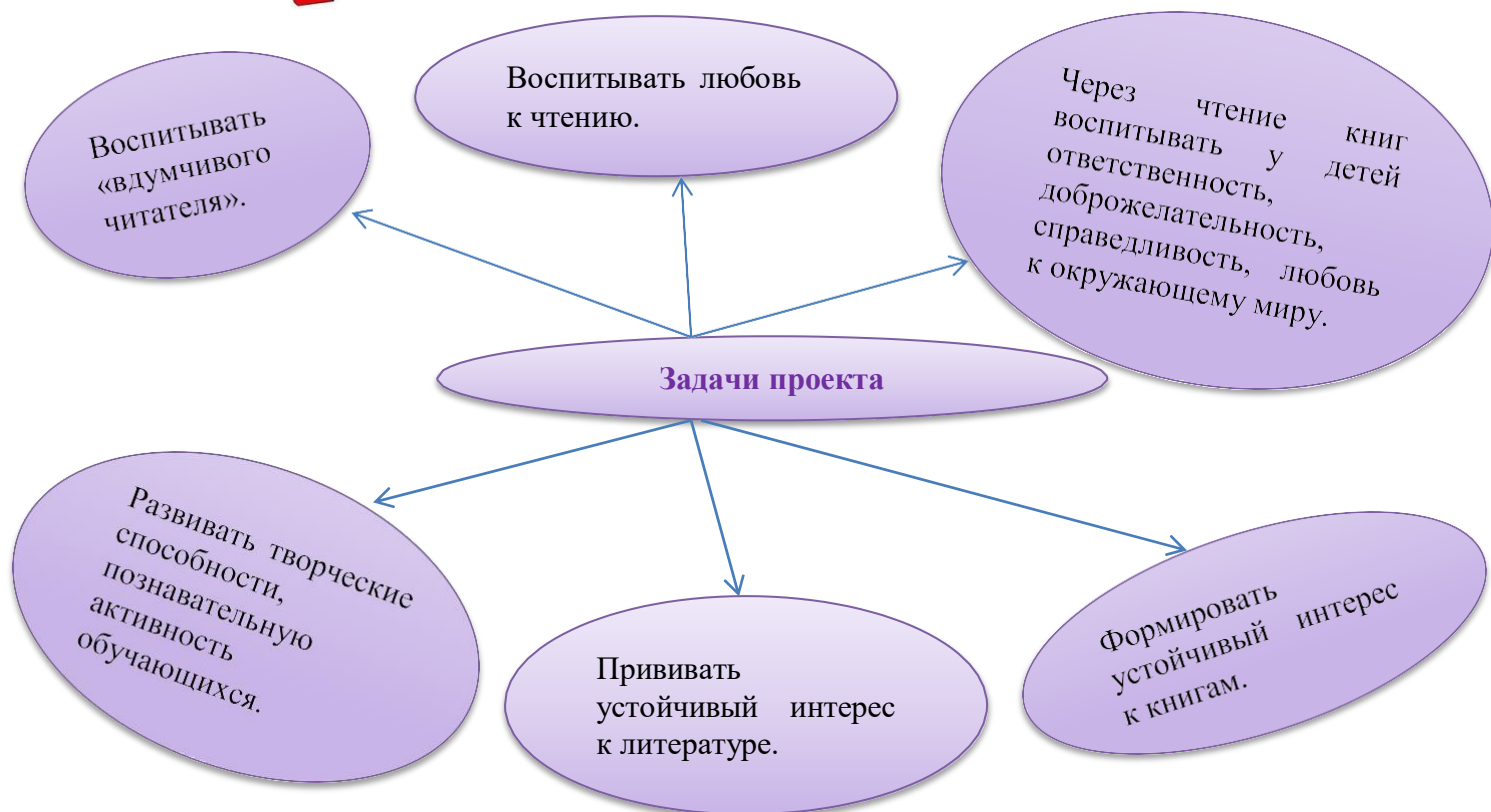 Воспитывать
«вдумчивого
читателя».
Воспитывать любовь
к чтению.
Через чтение книг
воспитывать у детей
ответственность,
доброжелательность,
справедливость, любовь
к окружающему миру.
Задачи проекта
Развивать творческие
способности,
познавательную
активность
обучающихся.
Прививать
устойчивый интерес
к литературе.
Формировать
устойчивый интерес
к книгам.